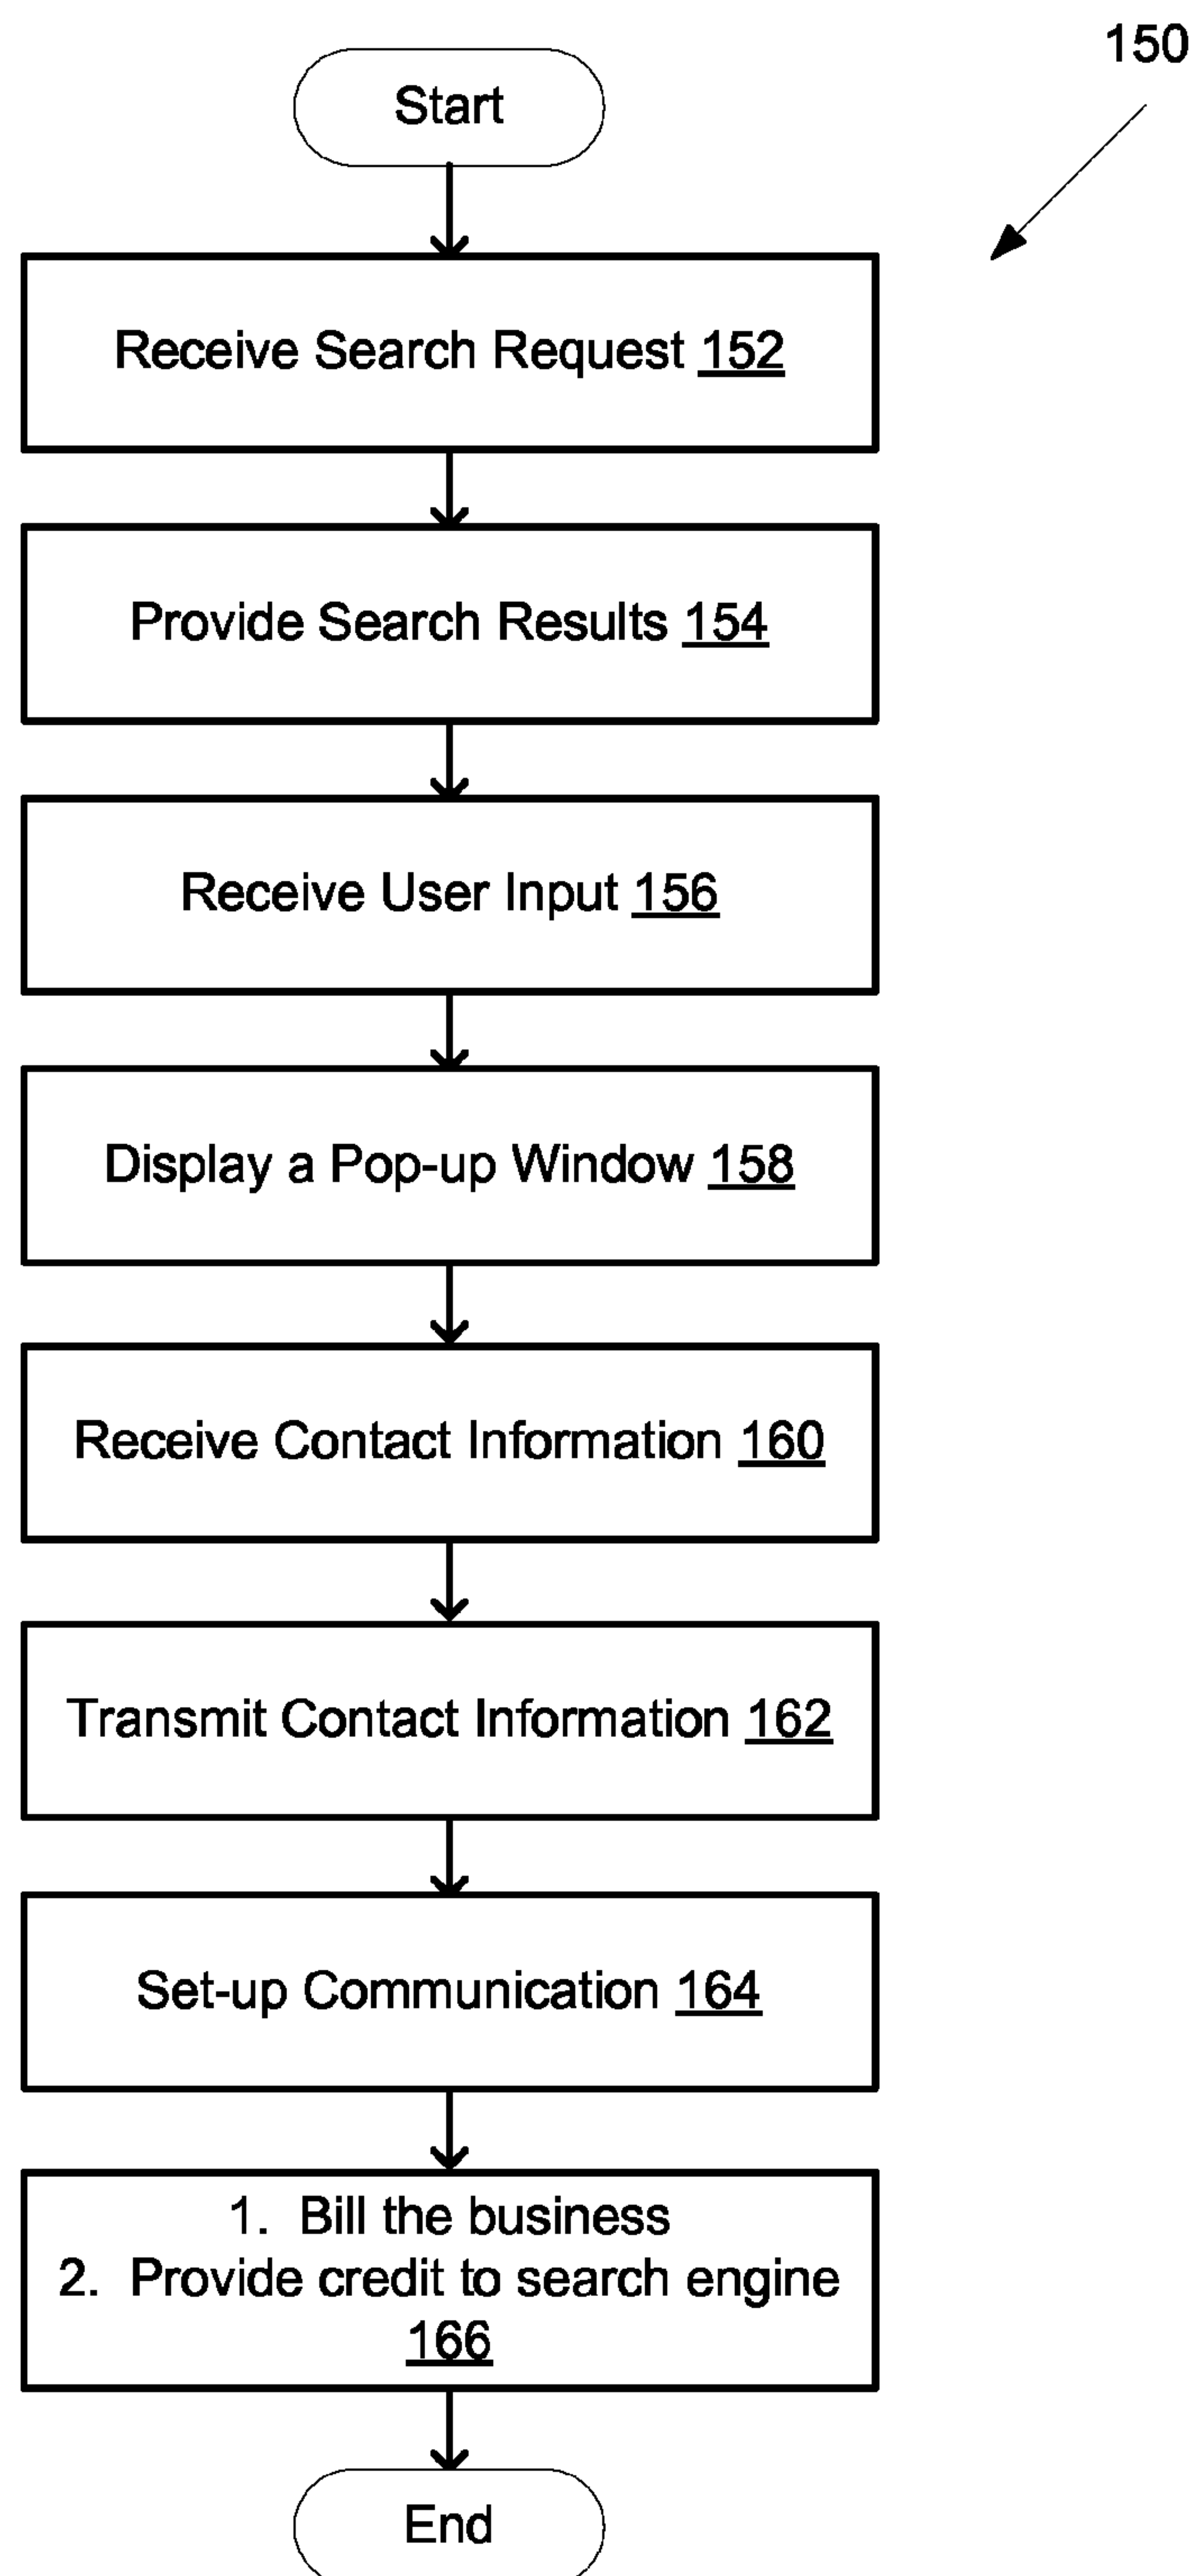 150
Start
Receive Search Request 152
Provide Search Results 154
Receive User Input 156
Display a Pop-up Window 158
Receive Contact Information 160
Transmit Contact Information 162
Set-up Communication 164
1. Bill the business
2. Provide credit to search engine
166
End